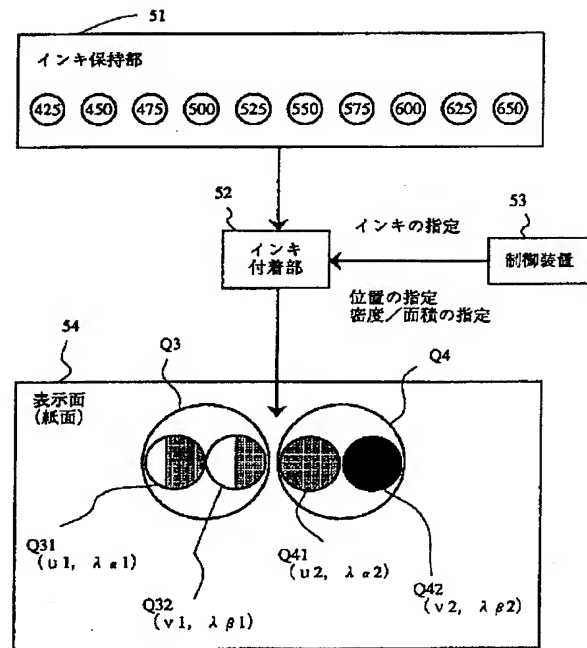 51
インキ保持部
425 450 475 500 525 550 575 600 625 650
52
インキ
付着部
インキの指定
53
制御装置
位置の指定
密度/面積の指定
54
表示面
(紙面)
Q3
Q4
Q31
(u1, λα1)
Q32
(v1, λβ1)
Q41
(u2, λα2)
Q42
(v2, λβ2)